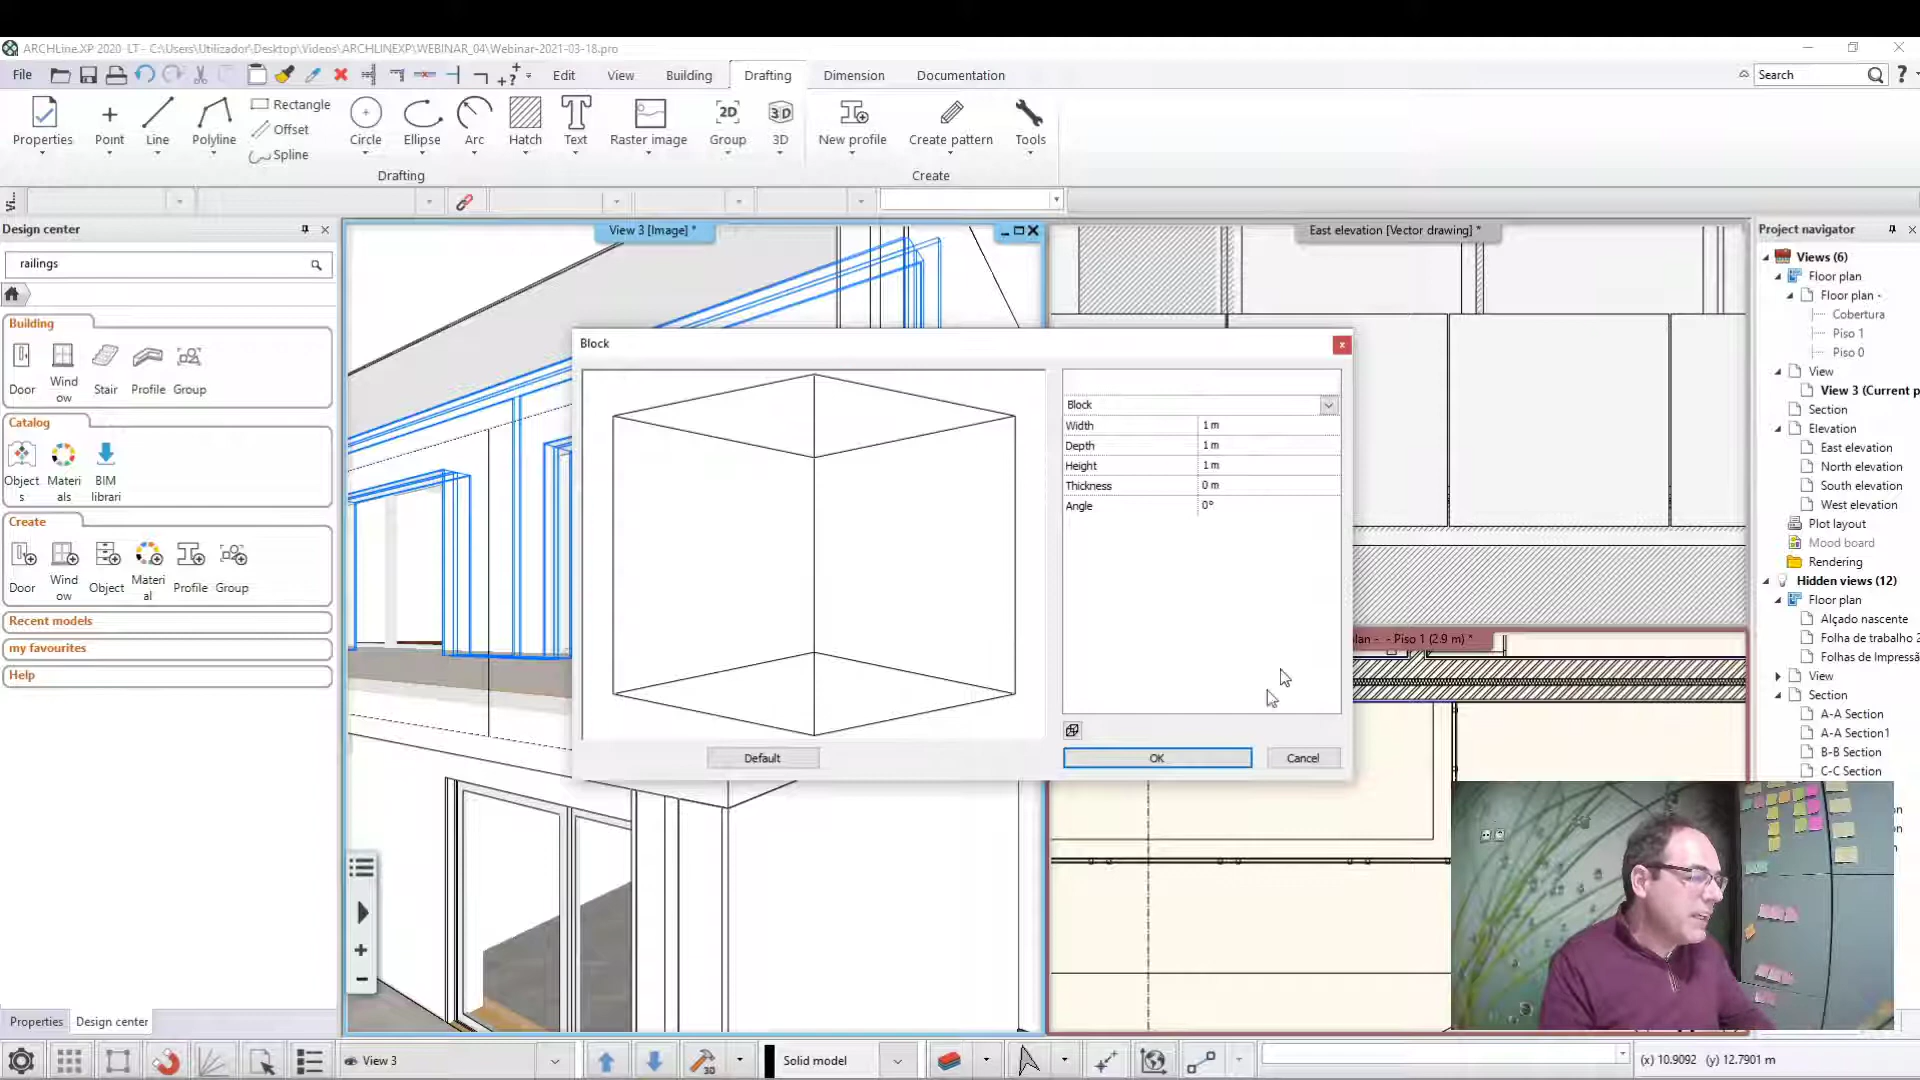 ARCHLine.XP 2020 LT - C:\Users\Utilizador\Desktop\Videos\ARCHLINEXP\WEBINAR_04\Webinar-2021-03-18.pro
File
Edit
View
Building
Drafting
Dimension
Documentation
Search
?
Properties
Point
Line
Polyline
Rectangle
Offset
Spline
Circle
Ellipse
Arc
Hatch
Text
Raster image
2D
Group
3D
3D
New profile
Create pattern
Tools
Drafting
Create
Vi...
Design center
railings
Building
Door
Wind
ow
Stair
Profile
Group
Catalog
Object
s
Materi
als
BIM
librari
Create
Door
Wind
ow
Object
Materi
al
Profile
Group
Recent models
my favourites
Help
Properties
Design center
View 3 [Image] *
East elevation [Vector drawing] *
lan - - Piso 1 (2.9 m) *
Block
Block
Width 1 m
Depth 1 m
Height 1 m
Thickness 0 m
Angle 0°
Default
OK
Cancel
Project navigator
Views (6)
Floor plan
Floor plan -
Cobertura
Piso 1
Piso 0
View
View 3 (Current p
Section
Elevation
East elevation
North elevation
South elevation
West elevation
Plot layout
Mood board
Rendering
Hidden views (12)
Floor plan
Alçado nascente
Folha de trabalho 2
Folhas de Impressã
View
Section
A-A Section
A-A Section1
B-B Section
C-C Section
View 3
3D
Solid model
(x) 10.9092 (y) 12.7901 m